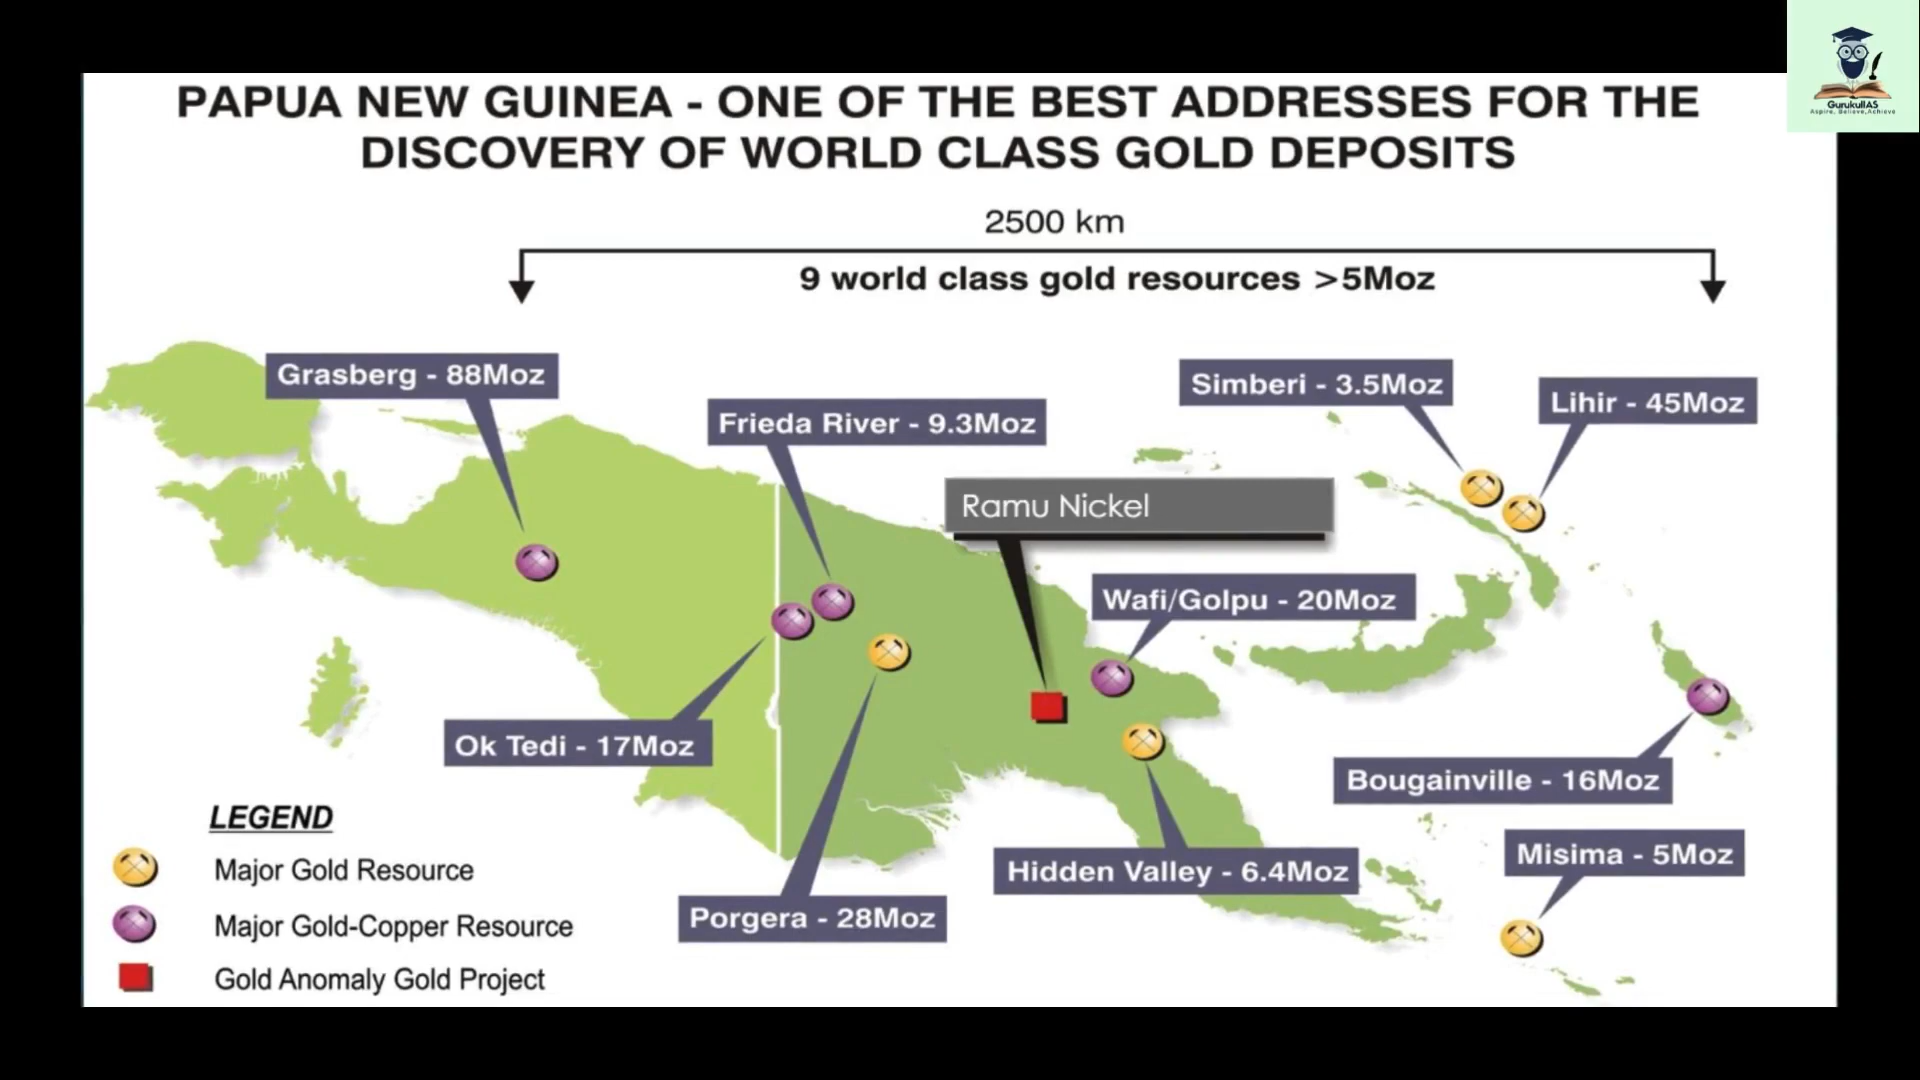 GurukulIAS
Aspire, Believe,Achieve
PAPUA NEW GUINEA - ONE OF THE BEST ADDRESSES FOR THE
DISCOVERY OF WORLD CLASS GOLD DEPOSITS
2500 km
9 world class gold resources >5Moz
Grasberg - 88Moz
Simberi - 3.5Moz
Lihir - 45Moz
Frieda River - 9.3Moz
Ramu Nickel
Wafi/Golpu - 20Moz
Ok Tedi - 17Moz
Bougainville - 16Moz
Misima - 5Moz
Hidden Valley - 6.4Moz
Porgera - 28Moz
LEGEND
Major Gold Resource
Major Gold-Copper Resource
Gold Anomaly Gold Project